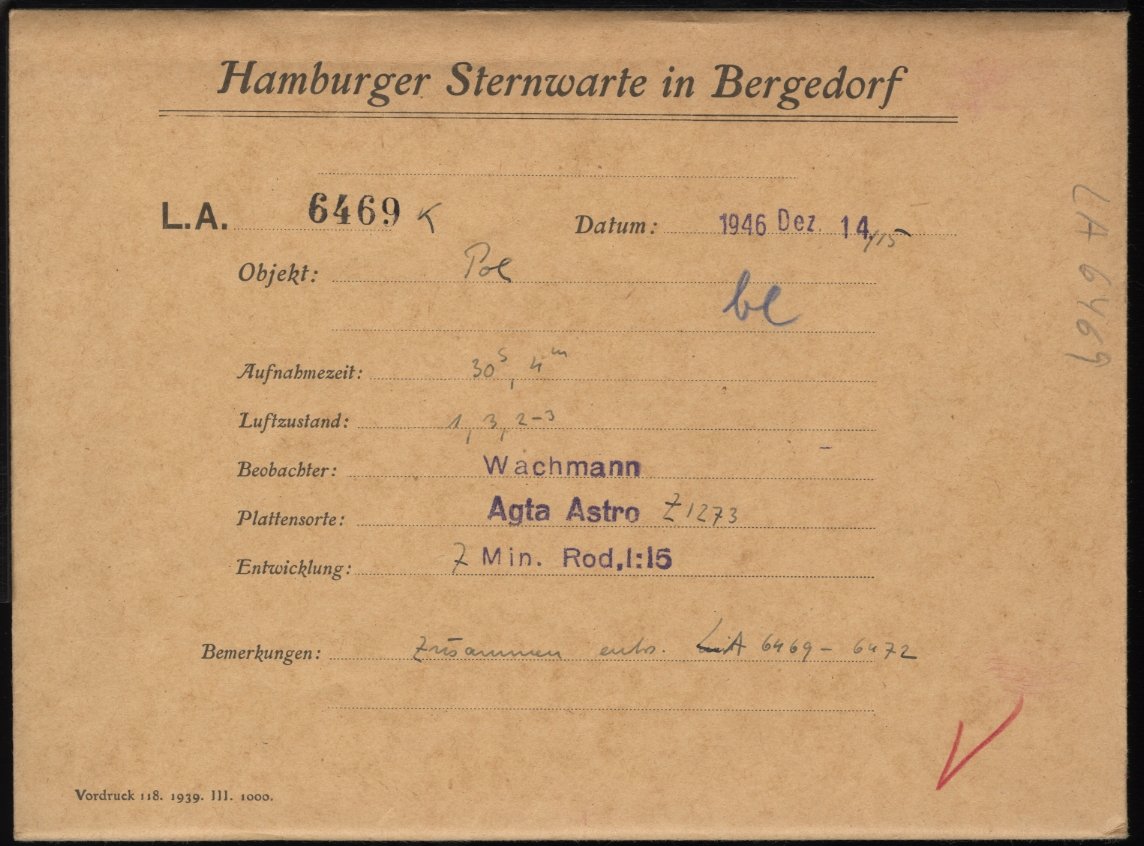 Hamburger Sternwarte in Bergedorf
L.A. 6469 K Datum: 1946 Dez. 14./15
Objekt: Pol
bl
Aufnahmezeit: 30s, 4m
Luftzustand: 1, 3, 2-3
Beobachter: Wachmann
Plattensorte: Agfa Astro Z1273
Entwicklung: 7 Min. Rod,1:15
Bemerkungen: Zusammen entw. LA 6469 - 6472
Vordruck 118. 1939. III. 1000.
LA 6469